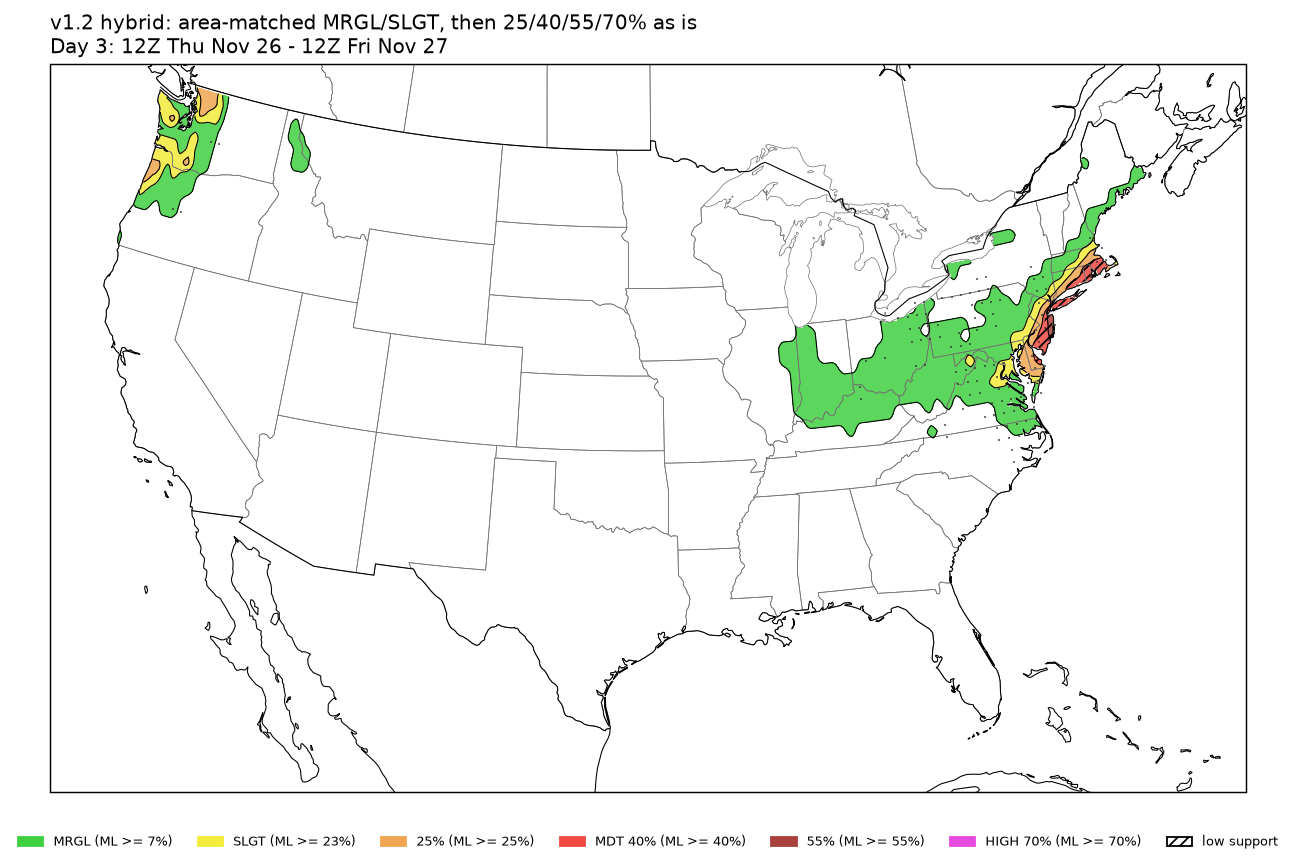 v1.2 hybrid: area-matched MRGL/SLGT, then 25/40/55/70% as is
Day 3: 12Z Thu Nov 26 - 12Z Fri Nov 27
MRGL (ML >= 7%) SLGT (ML >= 23%) 25% (ML >= 25%) MDT 40% (ML >= 40%) 55% (ML >= 55%) HIGH 70% (ML >= 70%) low support